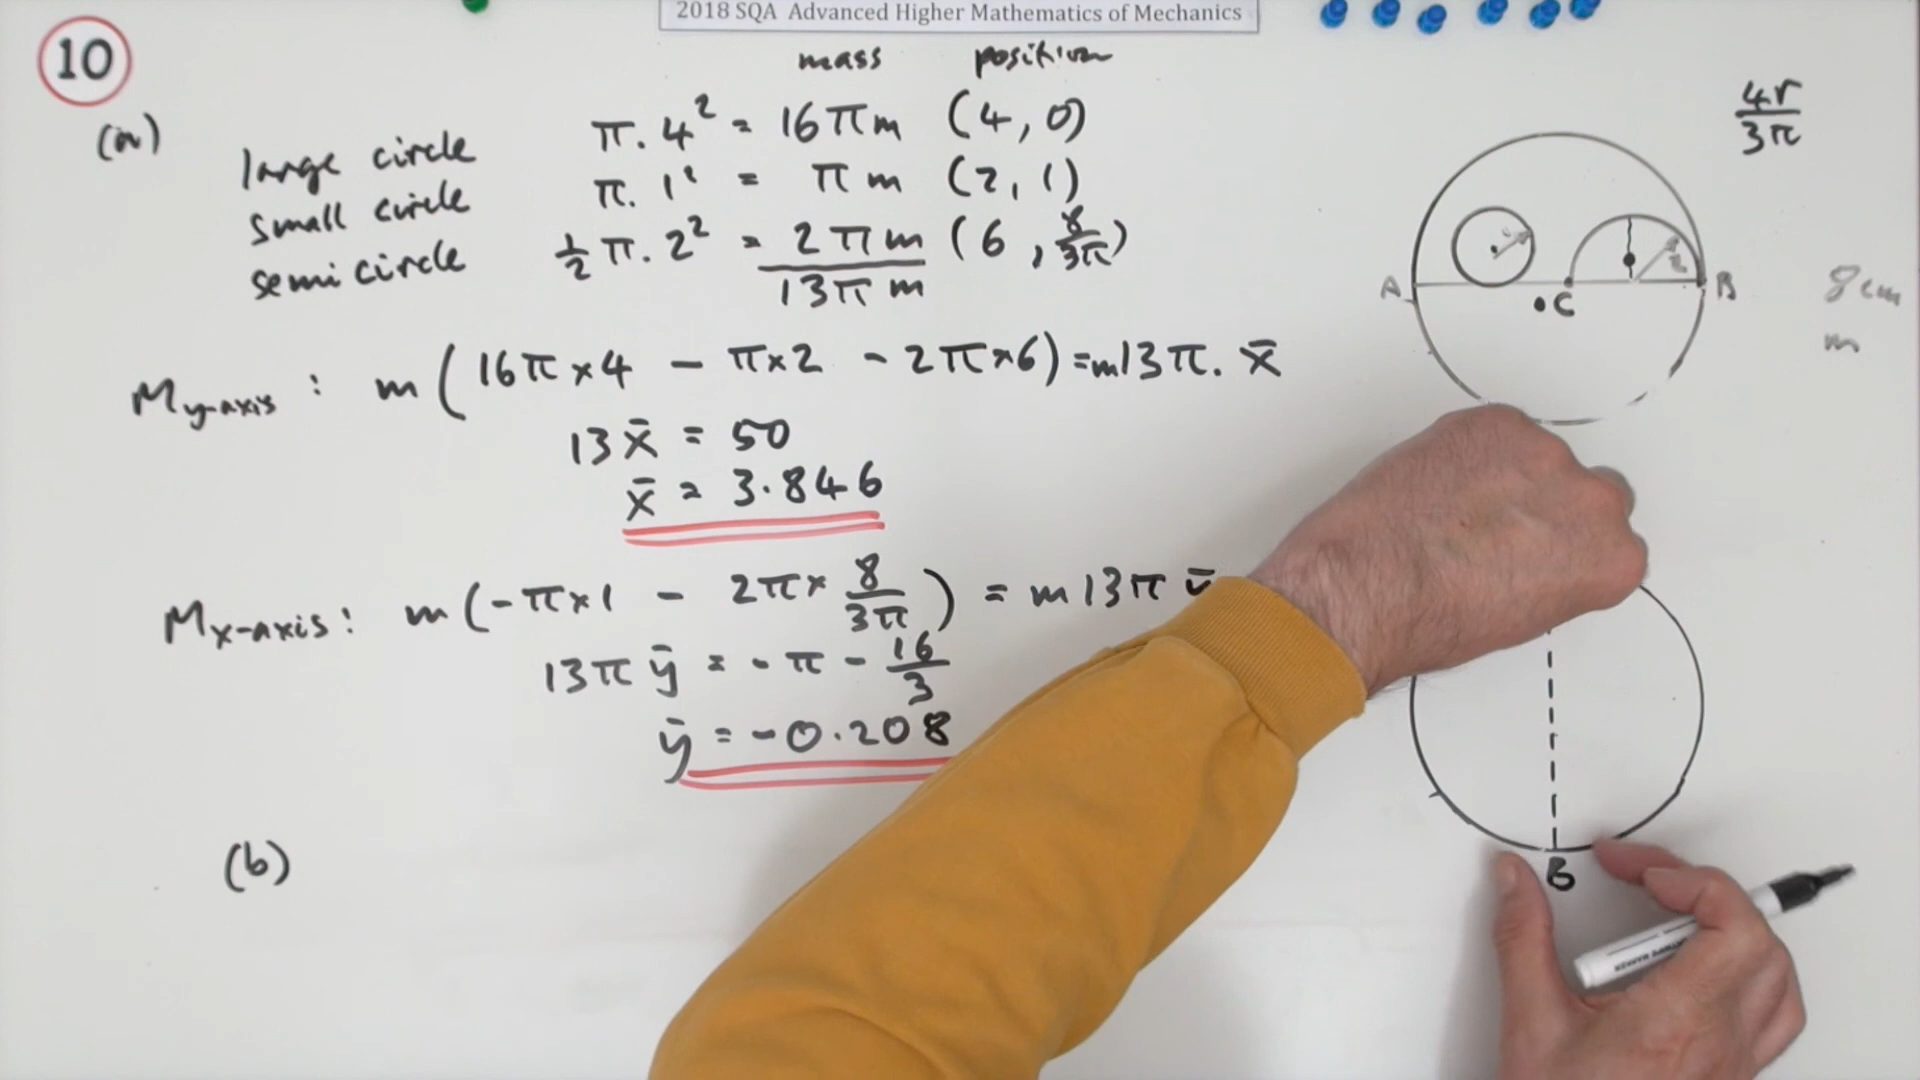 2018 SQA Advanced Higher Mathematics of Mechanics
10
mass position
(a)
large circle π.4² = 16πm (4, 0)
small circle π.1² = πm (2, 1)
semicircle ½π.2² = 2πm (6, 8/3π)
13πm
My-axis : m(16π×4 - π×2 - 2π×6) = m13π.x̄
13x̄ = 50
x̄ = 3.846
Mx-axis : m(-π×1 - 2π× 8/3π) = m13π
13πȳ = -π - 16/3
ȳ = -0.208
(b)
4r/3π
2
A
B
•C
8cm
m
B